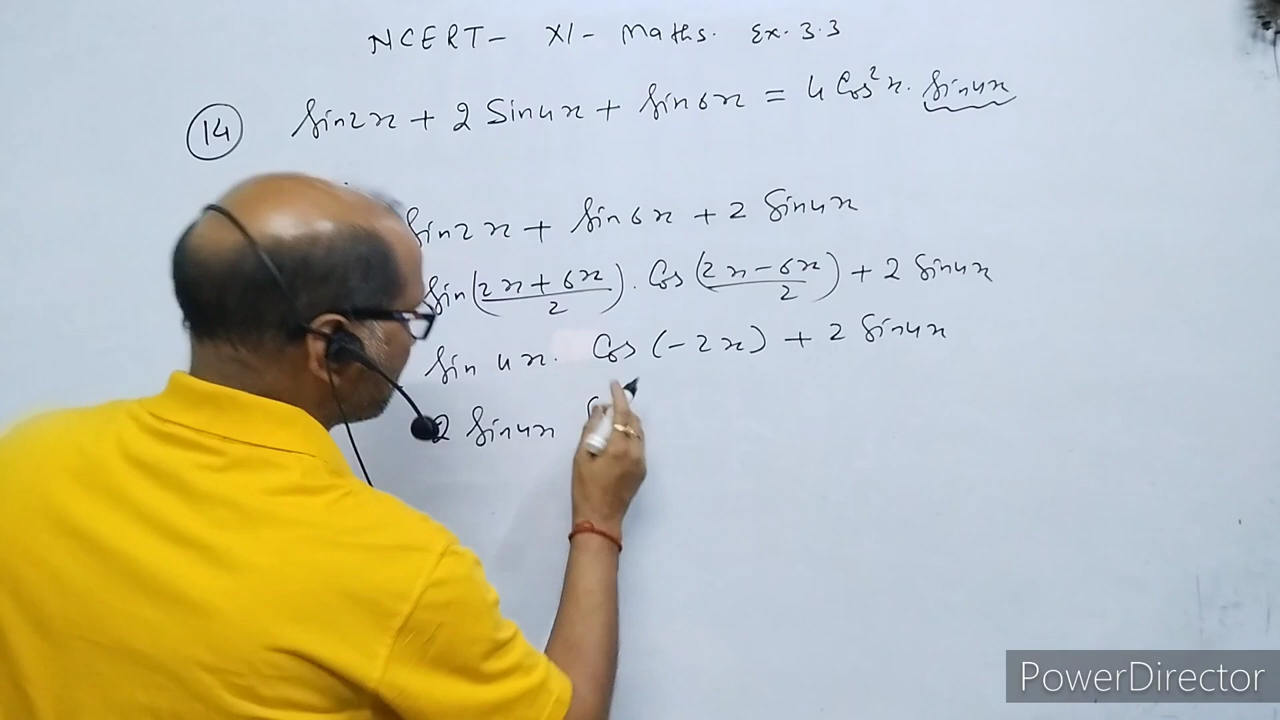 NCERT- XI- Maths. Ex. 3.3
14 Sin2x + 2 Sin4x + Sin6x = 4 Cos²x. Sin4x
Sin2x + Sin6x + 2 Sin4x
Sin(2x+6x/2). Cos(2x-6x/2) + 2 Sin4x
Sin 4x. Cos (-2x) + 2 Sin4x
2 Sin4x
PowerDirector